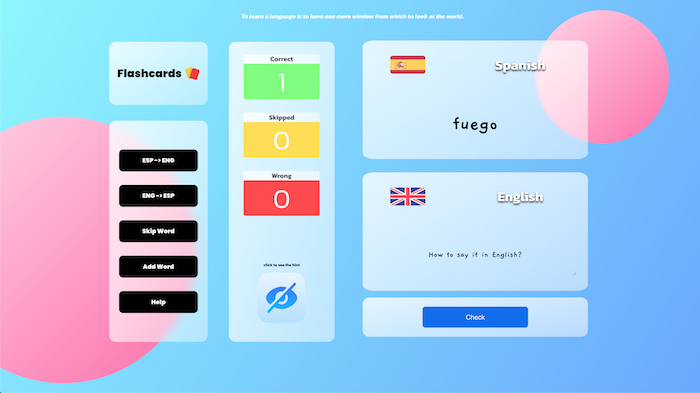 To learn a language is to have one more window from which to look at the world.
Flashcards
ESP -> ENG
ENG -> ESP
Skip Word
Add Word
Help
Correct
1
Skipped
0
Wrong
0
click to see the hint
Spanish
fuego
English
How to say it in English?
Check